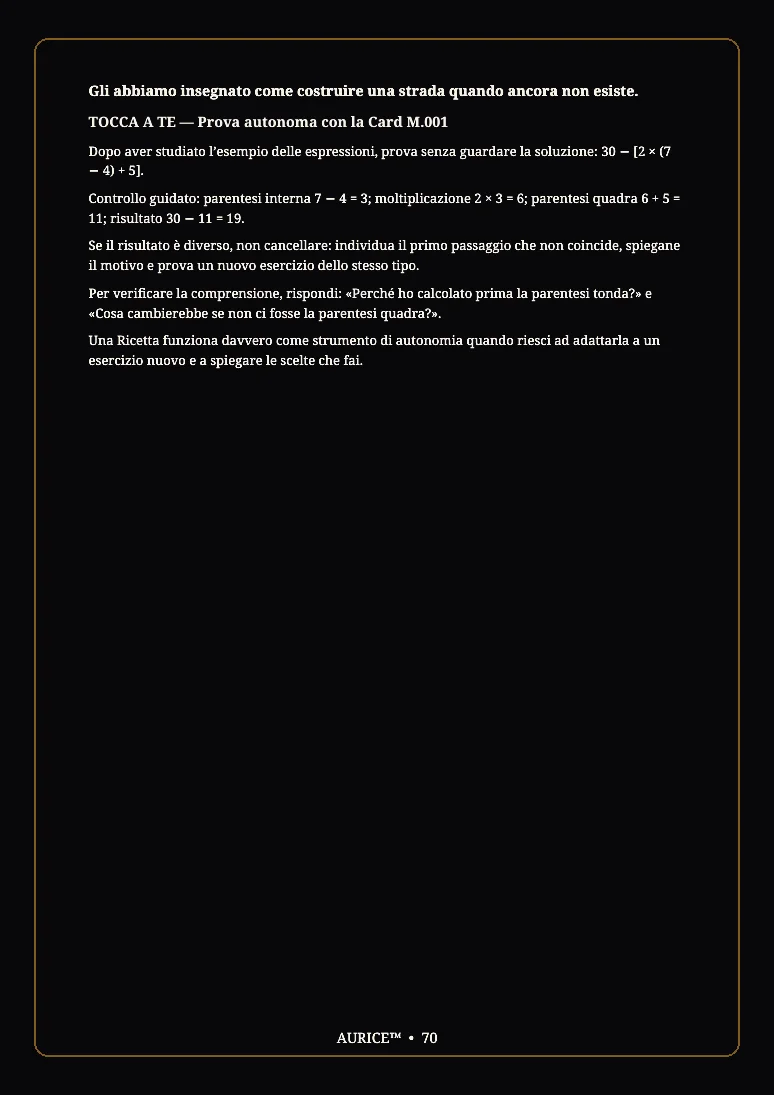 Gli abbiamo insegnato come costruire una strada quando ancora non esiste.
TOCCA A TE — Prova autonoma con la Card M.001
Dopo aver studiato l’esempio delle espressioni, prova senza guardare la soluzione: 30 − [2 × (7
− 4) + 5].
Controllo guidato: parentesi interna 7 − 4 = 3; moltiplicazione 2 × 3 = 6; parentesi quadra 6 + 5 =
11; risultato 30 − 11 = 19.
Se il risultato è diverso, non cancellare: individua il primo passaggio che non coincide, spiegane
il motivo e prova un nuovo esercizio dello stesso tipo.
Per verificare la comprensione, rispondi: «Perché ho calcolato prima la parentesi tonda?» e
«Cosa cambierebbe se non ci fosse la parentesi quadra?».
Una Ricetta funziona davvero come strumento di autonomia quando riesci ad adattarla a un
esercizio nuovo e a spiegare le scelte che fai.
AURICE™ • 70